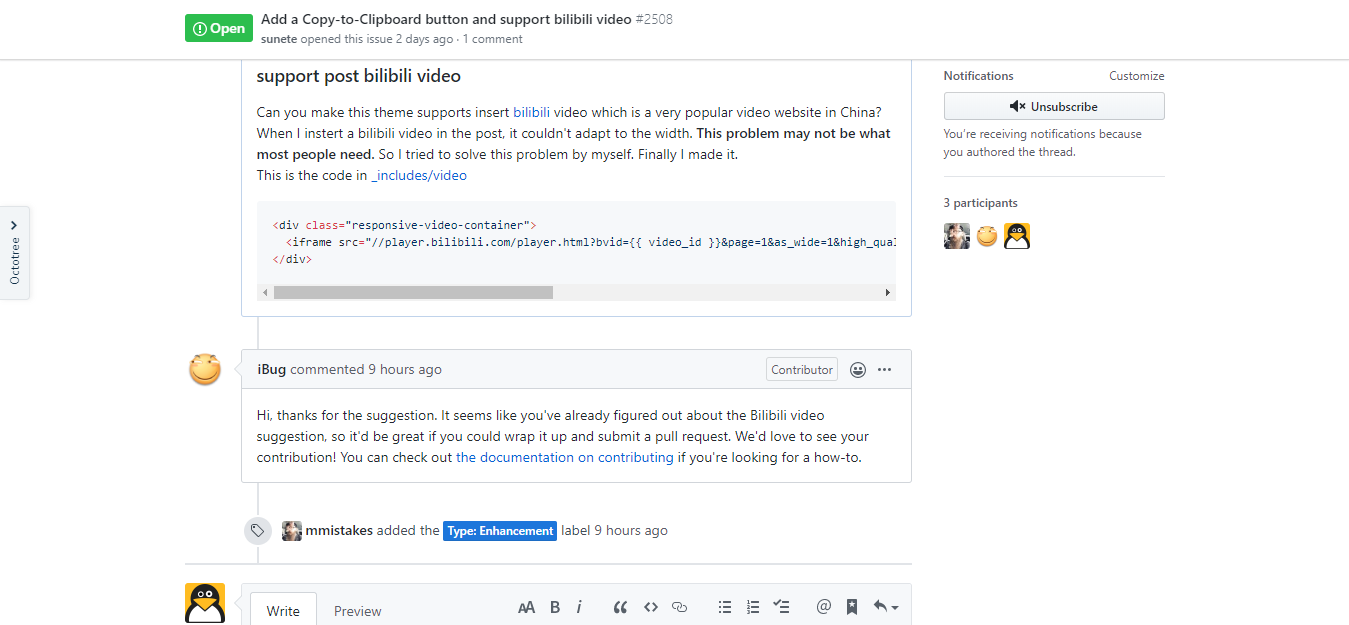 Open
Add a Copy-to-Clipboard button and support bilibili video #2508
sunete opened this issue 2 days ago · 1 comment
support post bilibili video
Can you make this theme supports insert bilibili video which is a very popular video website in China?
When I instert a bilibili video in the post, it couldn't adapt to the width. This problem may not be what
most people need. So I tried to solve this problem by myself. Finally I made it.
This is the code in _includes/video
<div class="responsive-video-container">
<iframe src="//player.bilibili.com/player.html?bvid={{ video_id }}&page=1&as_wide=1&high_qual
</div>
Notifications
Customize
Unsubscribe
You're receiving notifications because
you authored the thread.
3 participants
Octotree
iBug commented 9 hours ago
Contributor
Hi, thanks for the suggestion. It seems like you've already figured out about the Bilibili video
suggestion, so it'd be great if you could wrap it up and submit a pull request. We'd love to see your
contribution! You can check out the documentation on contributing if you're looking for a how-to.
mmistakes added the Type: Enhancement label 9 hours ago
Write
Preview
AA B i